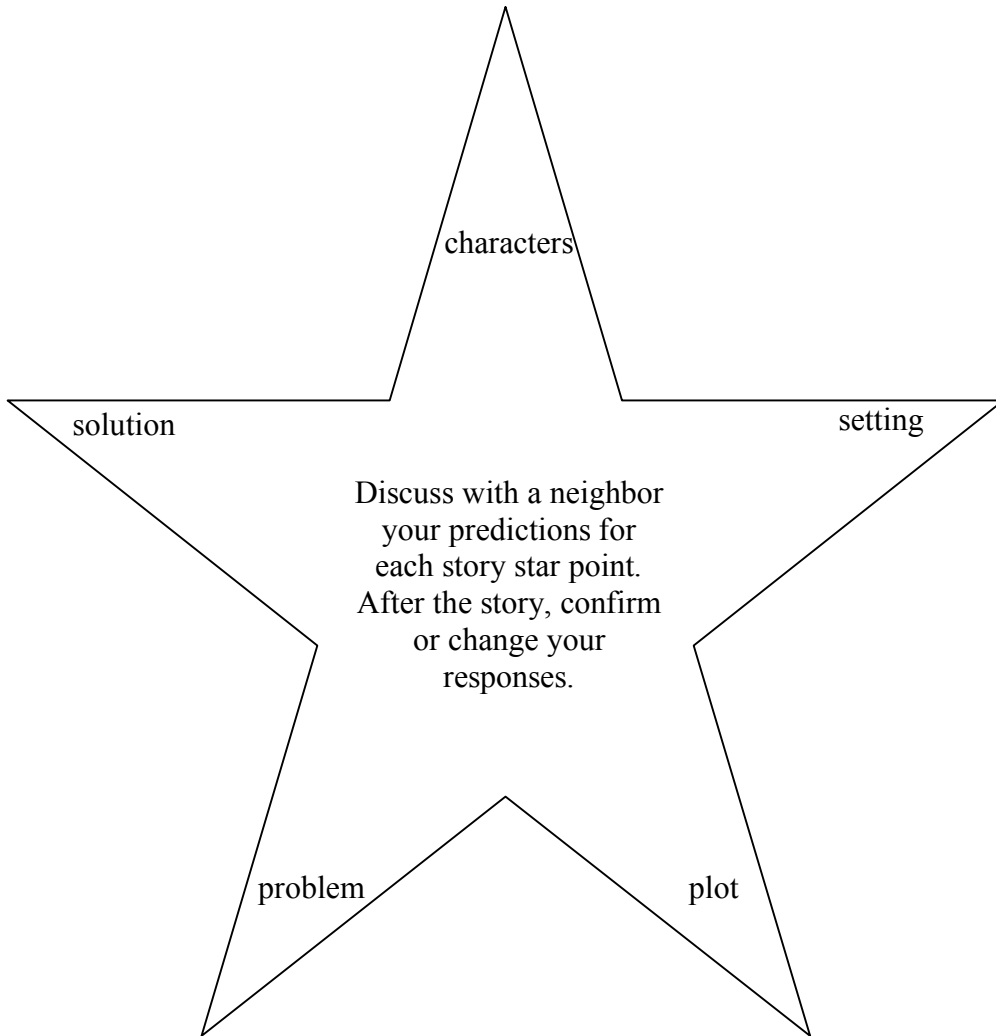 characters
solution
setting
Discuss with a neighbor
your predictions for
each story star point.
After the story, confirm
or change your
responses.
problem
plot